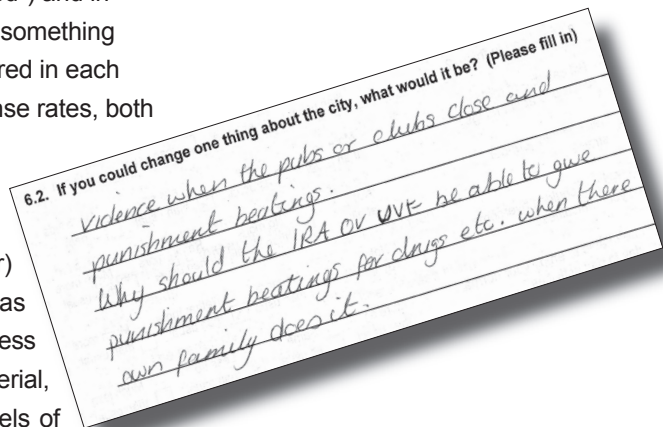 and in
something
red in each
nse rates, both
r)
as
ess
erial,
els of
6.2. If you could change one thing about the city, what would it be? (Please fill in)
violence when the pubs or clubs close and
punishment beatings.
Why should the IRA or UVF be able to give
punishment beatings for drugs etc. when there
own family does it.